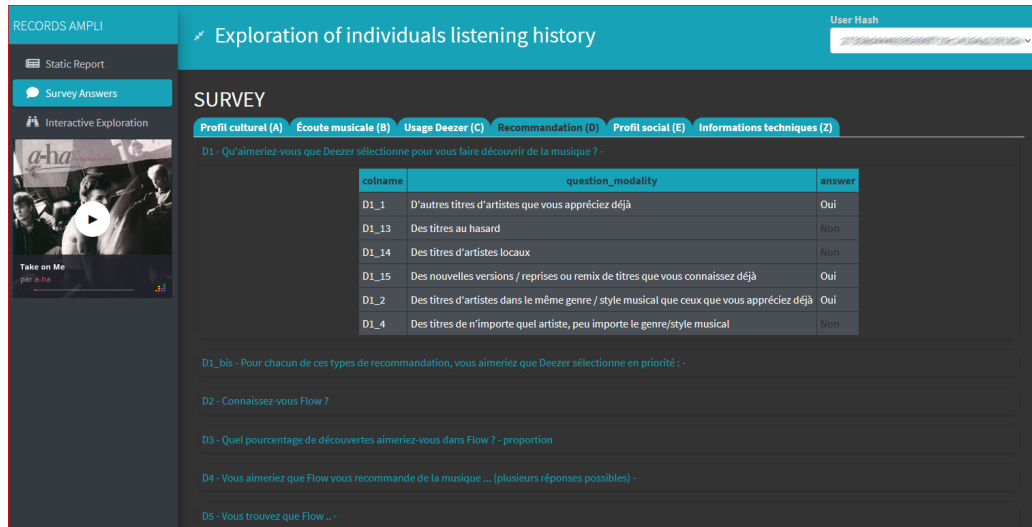 RECORDS AMPLI
Static Report
Survey Answers
Interactive Exploration
a-ha
Take on Me
par a-ha
Exploration of individuals listening history
User Hash
SURVEY
Profil culturel (A) Écoute musicale (B) Usage Deezer (C) Recommandation (D) Profil social (E) Informations techniques (Z)
D1 - Qu'aimeriez-vous que Deezer sélectionne pour vous faire découvrir de la musique ? -
colname question_modality answer
D1_1 D'autres titres d'artistes que vous appréciez déjà Oui
D1_13 Des titres au hasard Non
D1_14 Des titres d'artistes locaux Non
D1_15 Des nouvelles versions / reprises ou remix de titres que vous connaissez déjà Oui
D1_2 Des titres d'artistes dans le même genre / style musical que ceux que vous appréciez déjà Oui
D1_4 Des titres de n'importe quel artiste, peu importe le genre/style musical Non
D1_bis - Pour chacun de ces types de recommandation, vous aimeriez que Deezer sélectionne en priorité : -
D2 - Connaissez-vous Flow ?
D3 - Quel pourcentage de découvertes aimeriez-vous dans Flow ? - proportion
D4 - Vous aimeriez que Flow vous recommande de la musique ... (plusieurs réponses possibles) -
D5 - Vous trouvez que Flow .. -